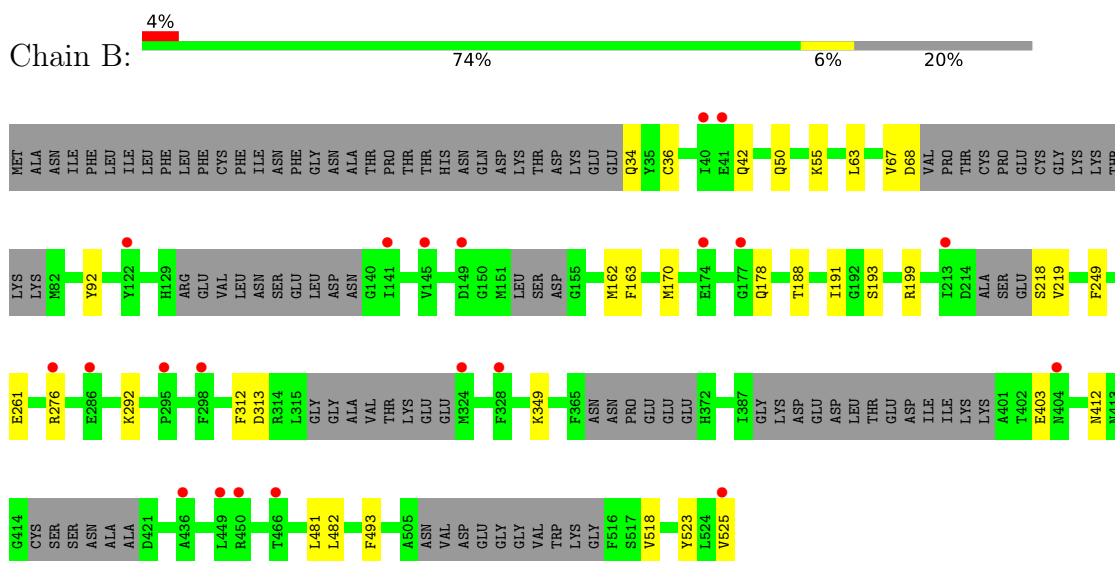 4%
Chain B:
74% 6% 20%
MET ALA ASN ILE PHE LEU ILE LEU PHE LEU PHE CYS PHE ILE ASN PHE GLY ASN ALA THR PRO THR THR HIS ASN GLN ASP LYS THR ASP LYS GLU GLU Q34 Y35 C36 I40 E41 Q42 Q50 K55 L63 V67 D68 VAL PRO THR CYS PRO GLU CYS GLY LYS LYS THR
LYS LYS M82 Y92 Y122 H129 ARG GLU VAL LEU ASN SER GLU LEU ASP ASN G140 I141 V145 D149 G150 M151 LEU SER ASP G155 M162 F163 M170 E174 G177 Q178 T188 I191 G192 S193 R199 I213 D214 ALA SER GLU S218 V219 F249
E261 R276 E286 K292 P295 F298 F312 D313 R314 L315 GLY GLY ALA VAL THR LYS GLU GLU M324 F328 K349 F365 ASN ASN PRO GLU GLU GLU H372 I387 GLY LYS ASP GLU ASP LEU THR GLU ASP ILE ILE LYS LYS A401 T402 E403 N404 N412 N413
G414 CYS SER SER ASN ALA ALA D421 A436 L449 R450 T466 L481 L482 F493 A505 ASN VAL ASP GLU GLY GLY VAL TRP LYS GLY F516 S517 V518 Y523 L524 V525